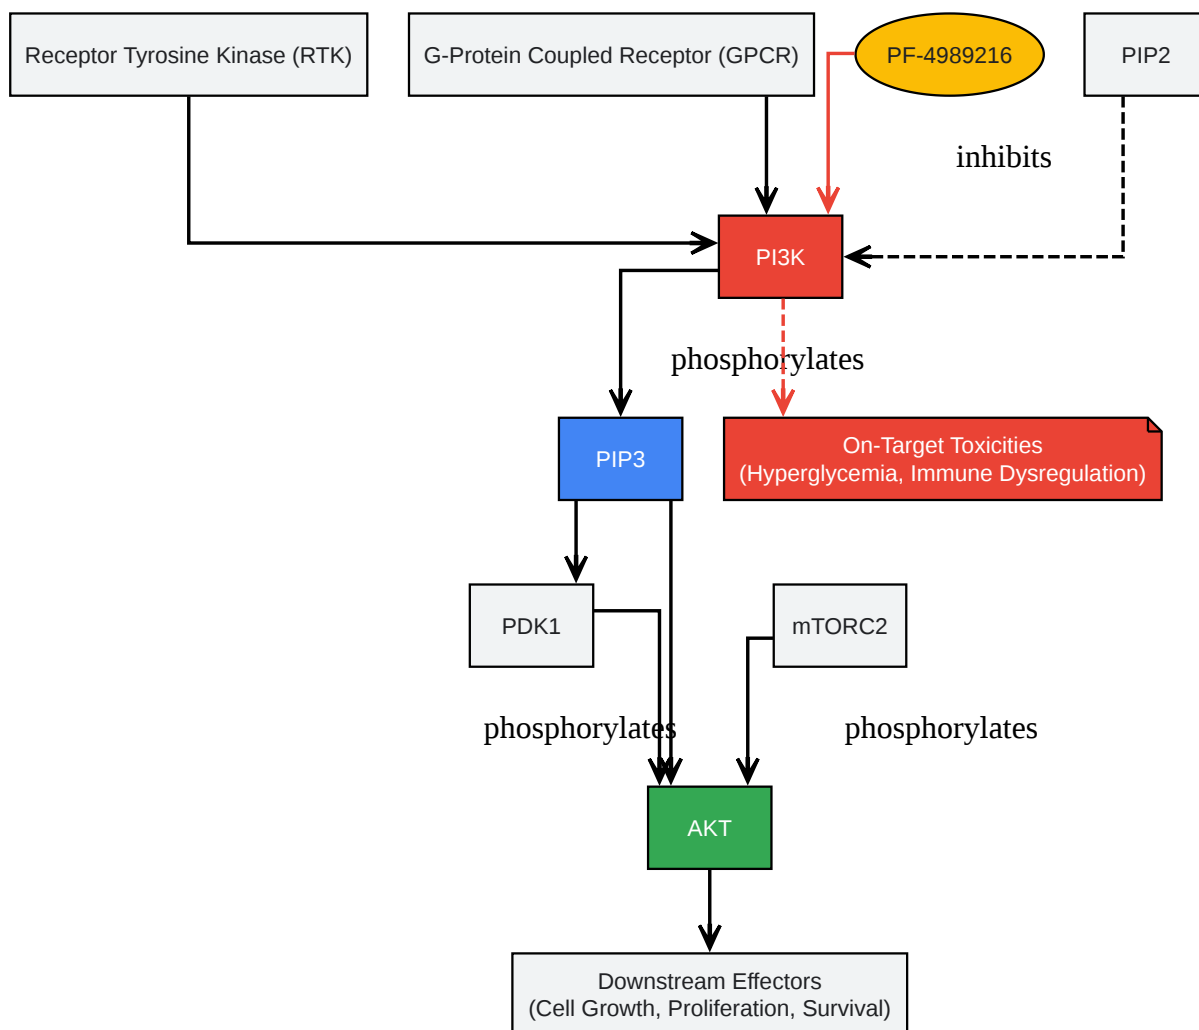 Receptor Tyrosine Kinase (RTK)
G-Protein Coupled Receptor (GPCR)
PF-4989216
PIP2
inhibits
PI3K
phosphorylates
PIP3
On-Target Toxicities
(Hyperglycemia, Immune Dysregulation)
PDK1
mTORC2
phosphorylates
phosphorylates
AKT
Downstream Effectors
(Cell Growth, Proliferation, Survival)